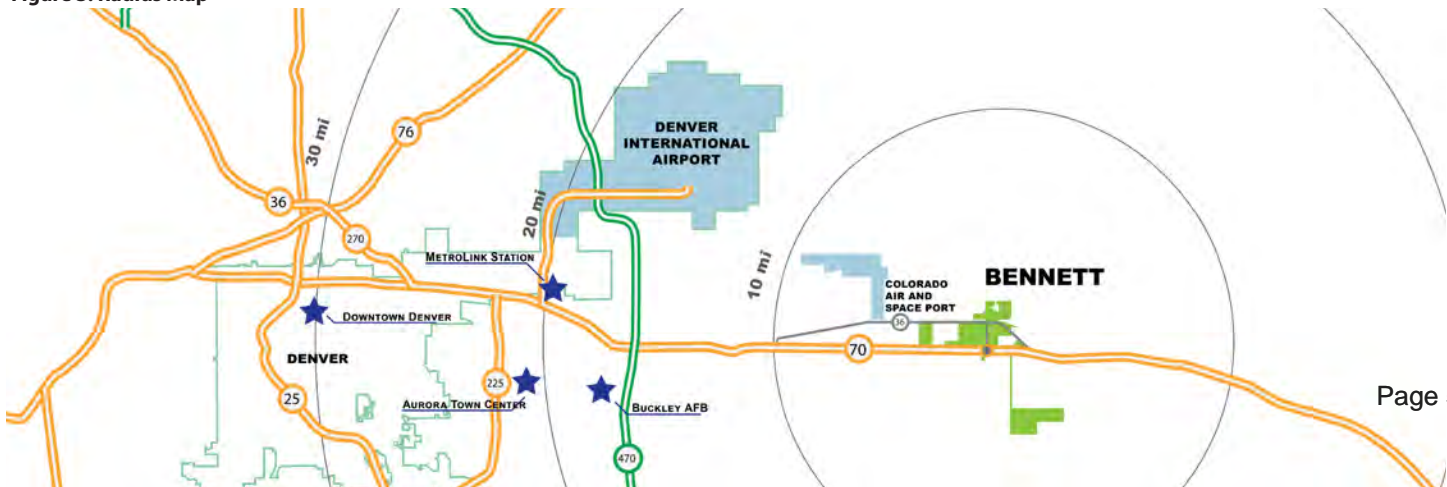 30 mi
76
DENVER
INTERNATIONAL
AIRPORT
36
20 mi
270
METROLINK STATION
10 mi
BENNETT
COLORADO
AIR AND
SPACE PORT
36
DOWNTOWN DENVER
DENVER
70
225
25
AURORA TOWN CENTER
BUCKLEY AFB
Page
470